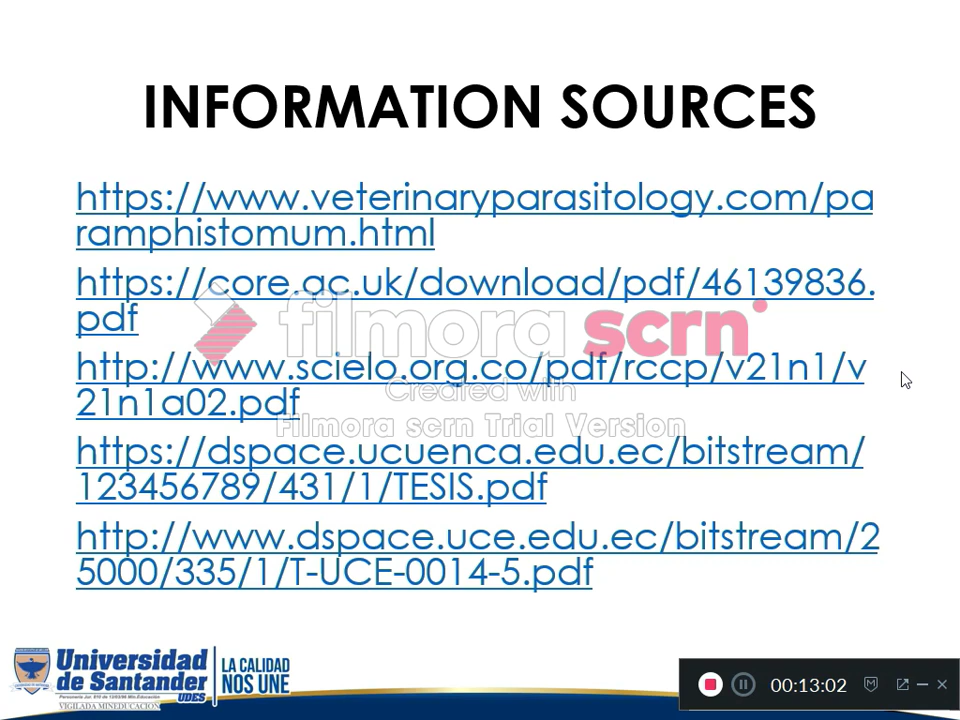 INFORMATION SOURCES
https://www.veterinaryparasitology.com/pa
ramphistomum.html
https://core.ac.uk/download/pdf/46139836.
pdf
filmora scrn
http://www.scielo.org.co/pdf/rccp/v21n1/v
Created with
21n1a02.pdf
Filmora scrn Trial Version
https://dspace.ucuenca.edu.ec/bitstream/
123456789/431/1/TESIS.pdf
http://www.dspace.uce.edu.ec/bitstream/2
5000/335/1/T-UCE-0014-5.pdf
Universidad
de Santander
UDES
VIGILADA MINEDUCACIÓN
LA CALIDAD
NOS UNE
00:13:02